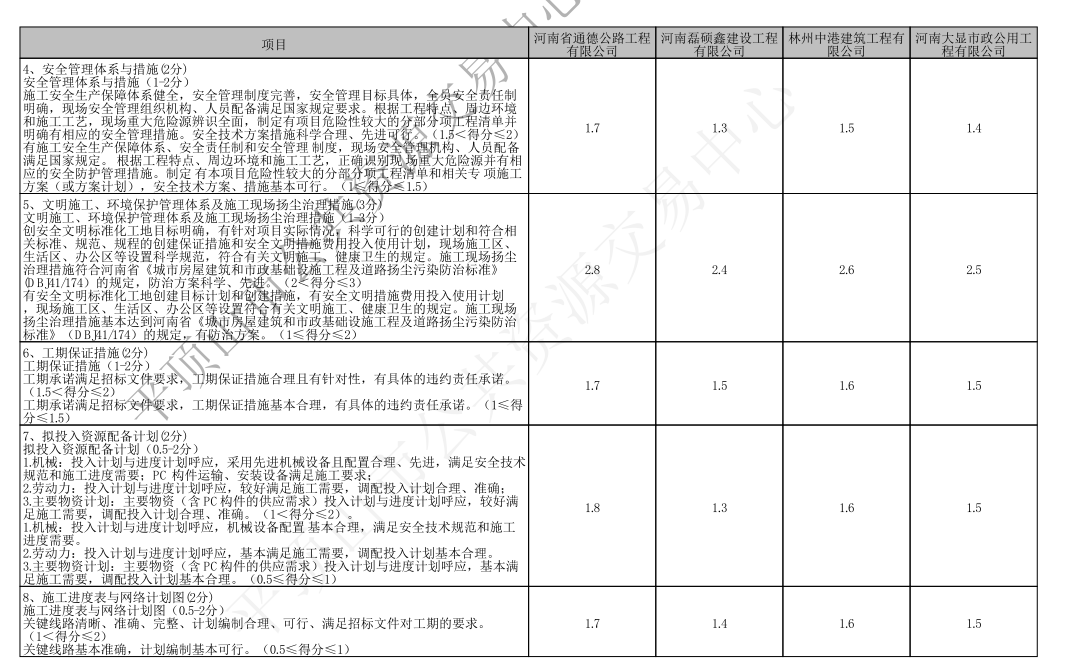 项目
河南省通德公路工程
有限公司
河南磊硕鑫建设工程
有限公司
林州中港建筑工程有
限公司
河南大显市政公用工
程有限公司
4、安全管理体系与措施(2分)
安全管理体系与措施（1-2分）
施工安全生产保障体系健全，安全管理制度完善，安全管理目标具体，全员安全责任制
明确，现场安全管理组织机构、人员配备满足国家规定要求。根据工程特点、周边环境
和施工工艺，现场重大危险源辨识全面，制定有项目危险性较大的分部分项工程清单并
明确有相应的安全管理措施。安全技术方案措施科学合理、先进可行。（1.5＜得分≤2）
有施工安全生产保障体系、安全责任制和安全管理 制度，现场安全管理机构、人员配备
满足国家规定。 根据工程特点、周边环境和施工工艺，正确识别现 场重大危险源并有相
应的安全防护管理措施。制定 有本项目危险性较大的分部分项工程清单和相关专 项施工
方案（或方案计划），安全技术方案、措施基本可行。（1≤得分≤1.5）
1.7
1.3
1.5
1.4
5、文明施工、环境保护管理体系及施工现场扬尘治理措施(3分)
文明施工、环境保护管理体系及施工现场扬尘治理措施（1-3分）
创安全文明标准化工地目标明确，有针对项目实际情况，科学可行的创建计划和符合相
关标准、规范、规程的创建保证措施和安全文明措施费用投入使用计划，现场施工区、
生活区、办公区等设置科学规范，符合有关文明施工、健康卫生的规定。施工现场扬尘
治理措施符合河南省《城市房屋建筑和市政基础设施工程及道路扬尘污染防治标准》
(DBJ41/174）的规定，防治方案科学、先进。（2＜得分≤3）
有安全文明标准化工地创建目标计划和创建措施，有安全文明措施费用投入使用计划
，现场施工区、生活区、办公区等设置符合有关文明施工、健康卫生的规定。施工现场
扬尘治理措施基本达到河南省《城市房屋建筑和市政基础设施工程及道路扬尘污染防治
标准》（DBJ41/174）的规定，有防治方案。（1≤得分≤2）
2.8
2.4
2.6
2.5
6、工期保证措施(2分)
工期保证措施（1-2分）
工期承诺满足招标文件要求，工期保证措施合理且有针对性，有具体的违约责任承诺。
（1.5＜得分≤2）
工期承诺满足招标文件要求，工期保证措施基本合理，有具体的违约责任承诺。（1≤得
分≤1.5）
1.7
1.5
1.6
1.5
7、拟投入资源配备计划(2分)
拟投入资源配备计划（0.5-2分）
1.机械：投入计划与进度计划呼应，采用先进机械设备且配置合理、先进，满足安全技术
规范和施工进度需要；PC 构件运输、安装设备满足施工要求；
2.劳动力：投入计划与进度计划呼应，较好满足施工需要，调配投入计划合理、准确；
3.主要物资计划：主要物资（含PC构件的供应需求）投入计划与进度计划呼应，较好满
足施工需要，调配投入计划合理、准确。（1＜得分≤2）。
1.机械：投入计划与进度计划呼应，机械设备配置 基本合理，满足安全技术规范和施工
进度需要。
2.劳动力：投入计划与进度计划呼应，基本满足施工需要，调配投入计划基本合理。
3.主要物资计划：主要物资（含PC构件的供应需求）投入计划与进度计划呼应，基本满
足施工需要，调配投入计划基本合理。（0.5≤得分≤1）
1.8
1.3
1.6
1.5
8、施工进度表与网络计划图(2分)
施工进度表与网络计划图（0.5-2分）
关键线路清晰、准确、完整、计划编制合理、可行、满足招标文件对工期的要求。
（1＜得分≤2）
关键线路基本准确，计划编制基本可行。（0.5≤得分≤1）
1.7
1.4
1.6
1.5
平顶山市公共资源交易中心
平顶山市公共资源交易中心